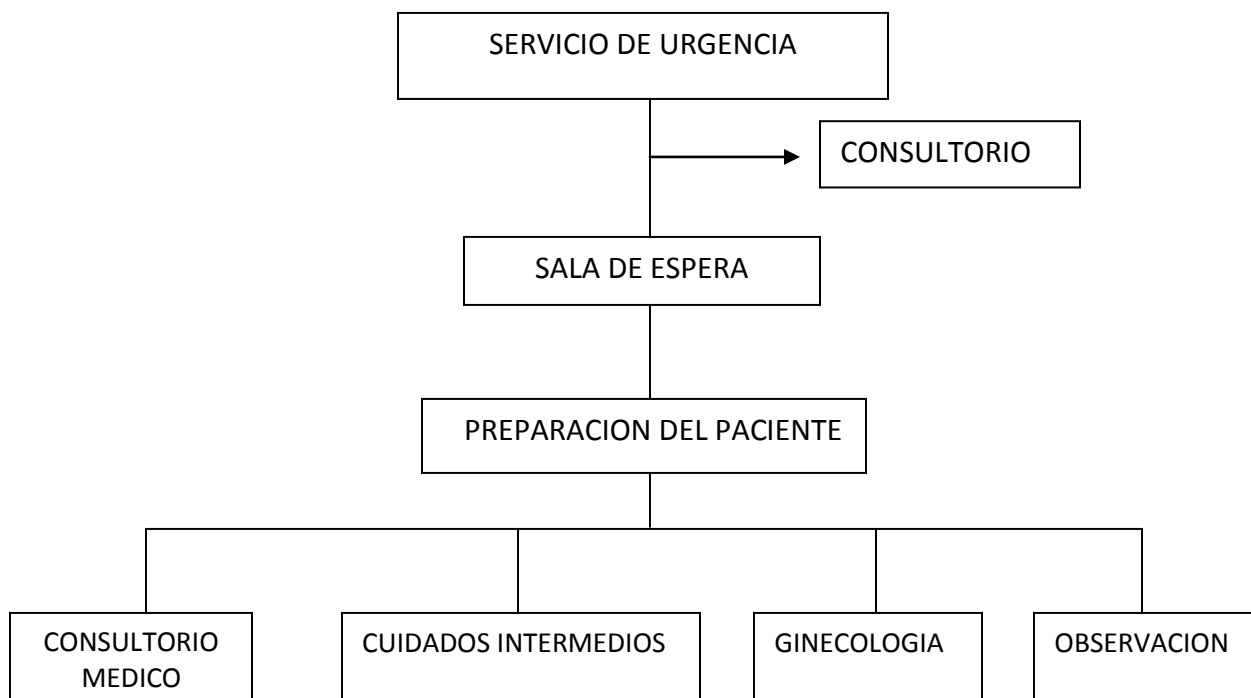 SERVICIO DE URGENCIA
CONSULTORIO
SALA DE ESPERA
PREPARACION DEL PACIENTE
CONSULTORIO
MEDICO
CUIDADOS INTERMEDIOS
GINECOLOGIA
OBSERVACION